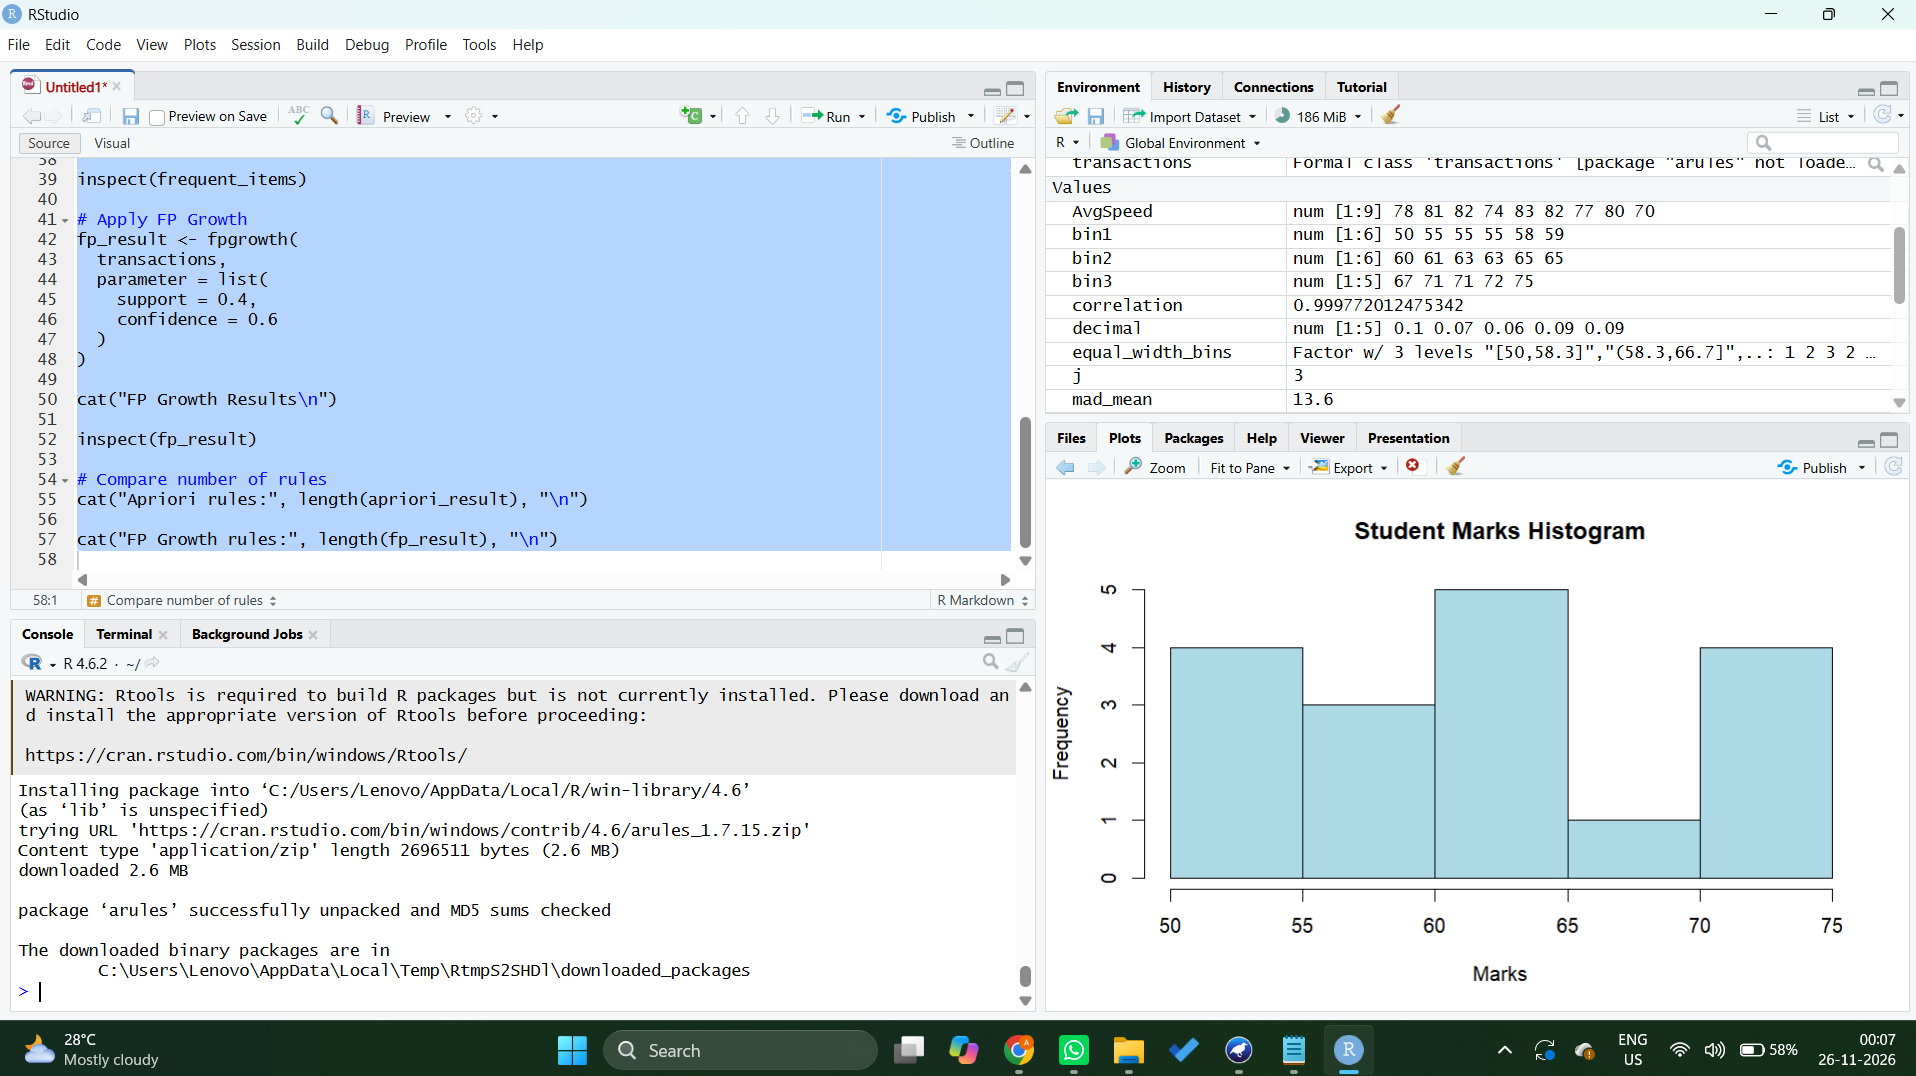 RStudio
File Edit Code View Plots Session Build Debug Profile Tools Help
Untitled1*
Preview on Save ABC Preview Run Publish
Source Visual Outline
38
39 inspect(frequent_items)
40
41 # Apply FP Growth
42 fp_result <- fpgrowth(
43 transactions,
44 parameter = list(
45 support = 0.4,
46 confidence = 0.6
47 )
48 )
49
50 cat("FP Growth Results\n")
51
52 inspect(fp_result)
53
54 # Compare number of rules
55 cat("Apriori rules:", length(apriori_result), "\n")
56
57 cat("FP Growth rules:", length(fp_result), "\n")
58
58:1 # Compare number of rules R Markdown
Console Terminal Background Jobs
R R 4.6.2 · ~/
WARNING: Rtools is required to build R packages but is not currently installed. Please download an
d install the appropriate version of Rtools before proceeding:
https://cran.rstudio.com/bin/windows/Rtools/
Installing package into ‘C:/Users/Lenovo/AppData/Local/R/win-library/4.6’
(as ‘lib’ is unspecified)
trying URL 'https://cran.rstudio.com/bin/windows/contrib/4.6/arules_1.7.15.zip'
Content type 'application/zip' length 2696511 bytes (2.6 MB)
downloaded 2.6 MB
package ‘arules’ successfully unpacked and MD5 sums checked
The downloaded binary packages are in
C:\Users\Lenovo\AppData\Local\Temp\RtmpS2SHDl\downloaded_packages
>
Environment History Connections Tutorial
Import Dataset 186 MiB List
R Global Environment
transactions Formal class 'transactions' [package "arules" not loade...
Values
AvgSpeed num [1:9] 78 81 82 74 83 82 77 80 70
bin1 num [1:6] 50 55 55 55 58 59
bin2 num [1:6] 60 61 63 63 65 65
bin3 num [1:5] 67 71 71 72 75
correlation 0.999772012475342
decimal num [1:5] 0.1 0.07 0.06 0.09 0.09
equal_width_bins Factor w/ 3 levels "[50,58.3]","(58.3,66.7]",..: 1 2 3 2 ...
j 3
mad_mean 13.6
Files Plots Packages Help Viewer Presentation
Zoom Fit to Pane Export Publish
Student Marks Histogram
Frequency
5
4
3
2
1
0
50 55 60 65 70 75
Marks
28°C
Mostly cloudy
Search
ENG
US
58%
00:07
26-11-2026